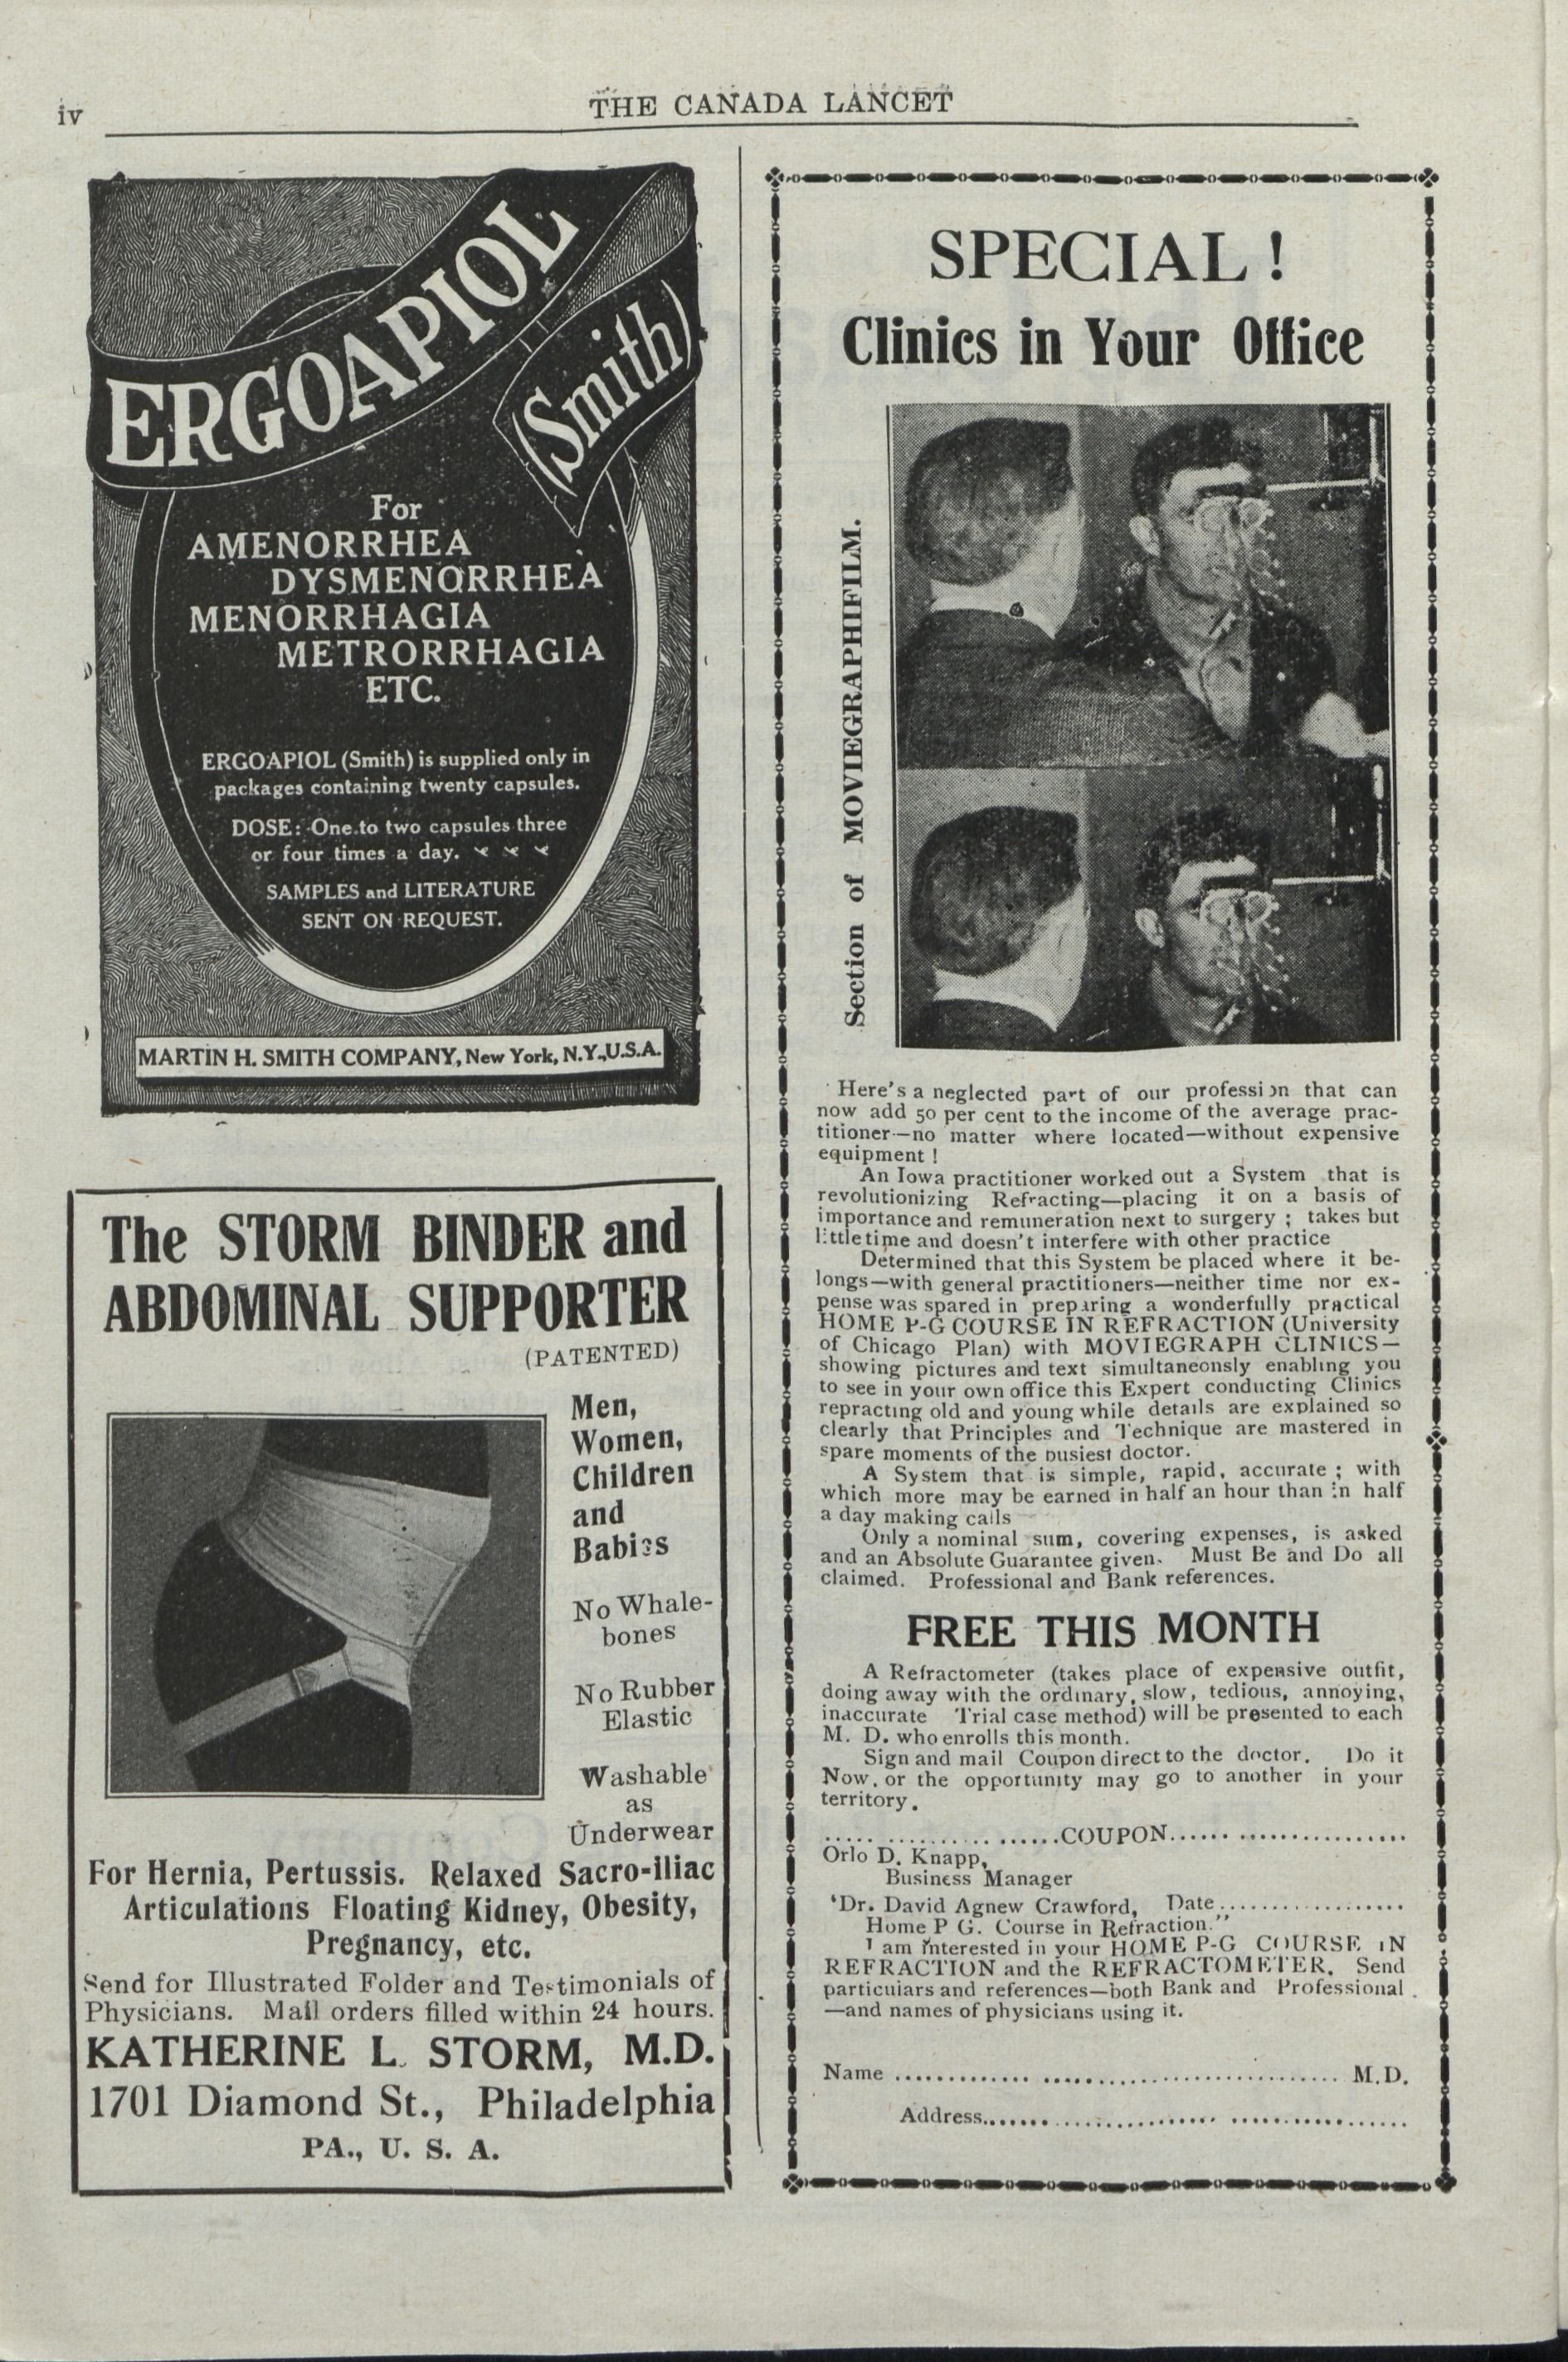 iv
THE CANADA LANCET
ERGOAPIOL
(Smith)
For
AMENORRHEA
DYSMENORRHEA
MENORRHAGIA
METRORRHAGIA
ETC.
ERGOAPIOL (Smith) is supplied only in
packages containing twenty capsules.
DOSE: One to two capsules three
or four times a day.
SAMPLES and LITERATURE
SENT ON REQUEST.
MARTIN H. SMITH COMPANY, New York, N.Y., U.S.A.
The STORM BINDER and
ABDOMINAL SUPPORTER
(PATENTED)
Men,
Women,
Children
and
Babies
No Whale-
bones
No Rubber
Elastic
Washable
as
Underwear
For Hernia, Pertussis. Relaxed Sacro-iliac
Articulations Floating Kidney, Obesity,
Pregnancy, etc.
Send for Illustrated Folder and Testimonials of
Physicians. Mail orders filled within 24 hours.
KATHERINE L. STORM, M.D.
1701 Diamond St., Philadelphia
PA., U. S. A.
SPECIAL !
Clinics in Your Office
Section of MOVIEGRAPHIFILM.
Here's a neglected part of our profession that can
now add 50 per cent to the income of the average prac-
titioner—no matter where located—without expensive
equipment !
An Iowa practitioner worked out a System that is
revolutionizing Refracting—placing it on a basis of
importance and remuneration next to surgery ; takes but
little time and doesn't interfere with other practice
Determined that this System be placed where it be-
longs—with general practitioners—neither time nor ex-
pense was spared in preparing a wonderfully practical
HOME P-G COURSE IN REFRACTION (University
of Chicago Plan) with MOVIEGRAPH CLINICS—
showing pictures and text simultaneonsly enabling you
to see in your own office this Expert conducting Clinics
repracting old and young while details are explained so
clearly that Principles and Technique are mastered in
spare moments of the busiest doctor.
A System that is simple, rapid, accurate ; with
which more may be earned in half an hour than in half
a day making calls
Only a nominal sum, covering expenses, is asked
and an Absolute Guarantee given. Must Be and Do all
claimed. Professional and Bank references.
FREE THIS MONTH
A Refractometer (takes place of expensive outfit,
doing away with the ordinary, slow, tedious, annoying,
inaccurate Trial case method) will be presented to each
M. D. who enrolls this month.
Sign and mail Coupon direct to the doctor. Do it
Now, or the opportunity may go to another in your
territory.
..... .......... ......COUPON...... .................
Orlo D. Knapp,
Business Manager
'Dr. David Agnew Crawford, Date..................
Home P G. Course in Refraction."
I am interested in your HOME P-G COURSE IN
REFRACTION and the REFRACTOMETER. Send
particulars and references—both Bank and Professional
—and names of physicians using it.
Name ............. .................................... M.D.
Address............................ ..................